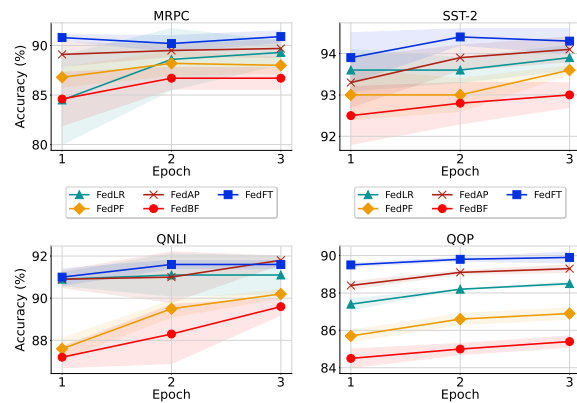 MRPC
Accuracy (%)
90
85
80
1 2 3
Epoch
SST-2
94
93
92
1 2 3
Epoch
FedLR FedAP FedFT
FedPF FedBF
FedLR FedAP FedFT
FedPF FedBF
QNLI
Accuracy (%)
92
90
88
1 2 3
Epoch
QQP
90
88
86
84
1 2 3
Epoch